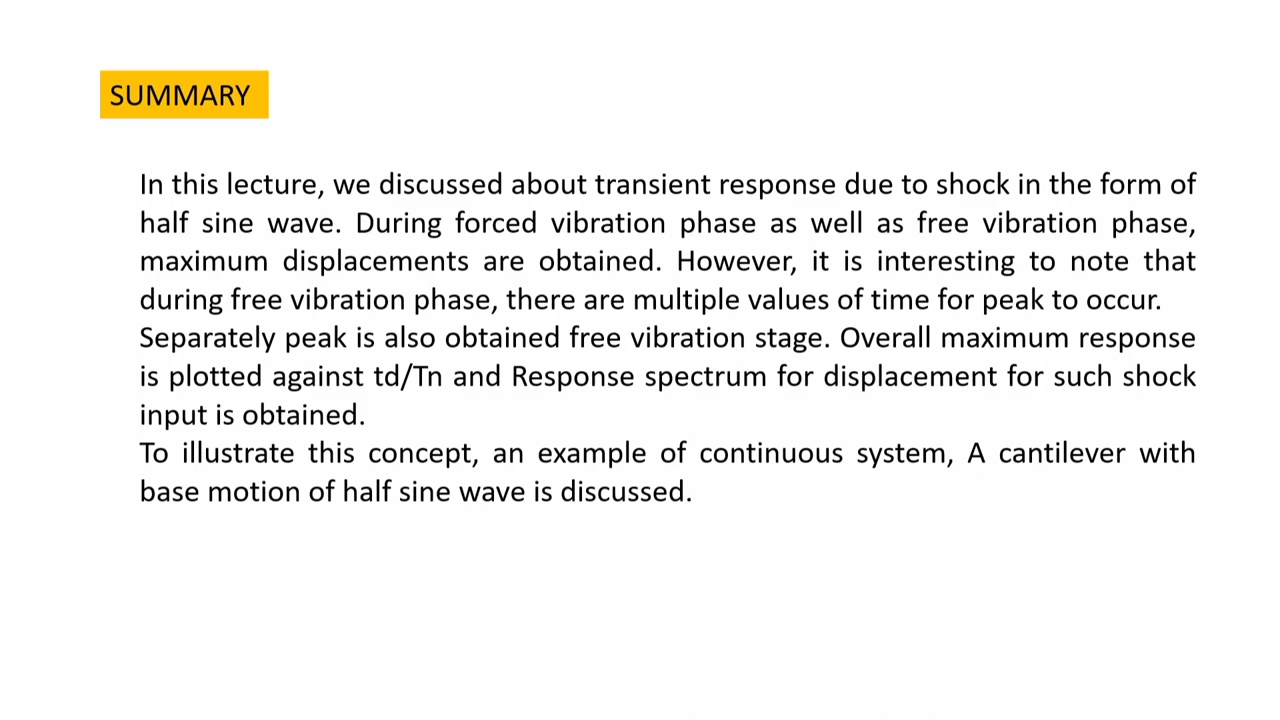 SUMMARY
In this lecture, we discussed about transient response due to shock in the form of
half sine wave. During forced vibration phase as well as free vibration phase,
maximum displacements are obtained. However, it is interesting to note that
during free vibration phase, there are multiple values of time for peak to occur.
Separately peak is also obtained free vibration stage. Overall maximum response
is plotted against td/Tn and Response spectrum for displacement for such shock
input is obtained.
To illustrate this concept, an example of continuous system, A cantilever with
base motion of half sine wave is discussed.